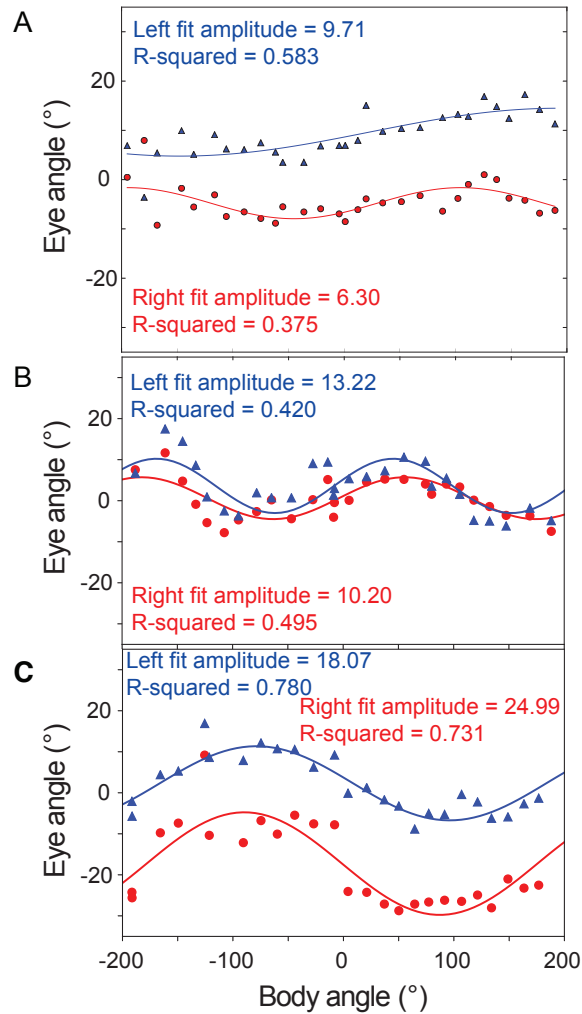 A
Left fit amplitude = 9.71
R-squared = 0.583
20
0
-20
Eye angle (°)
Right fit amplitude = 6.30
R-squared = 0.375
B
Left fit amplitude = 13.22
R-squared = 0.420
20
0
-20
Eye angle (°)
Right fit amplitude = 10.20
R-squared = 0.495
C
Left fit amplitude = 18.07
R-squared = 0.780
Right fit amplitude = 24.99
R-squared = 0.731
20
0
-20
Eye angle (°)
-200 -100 0 100 200
Body angle (°)